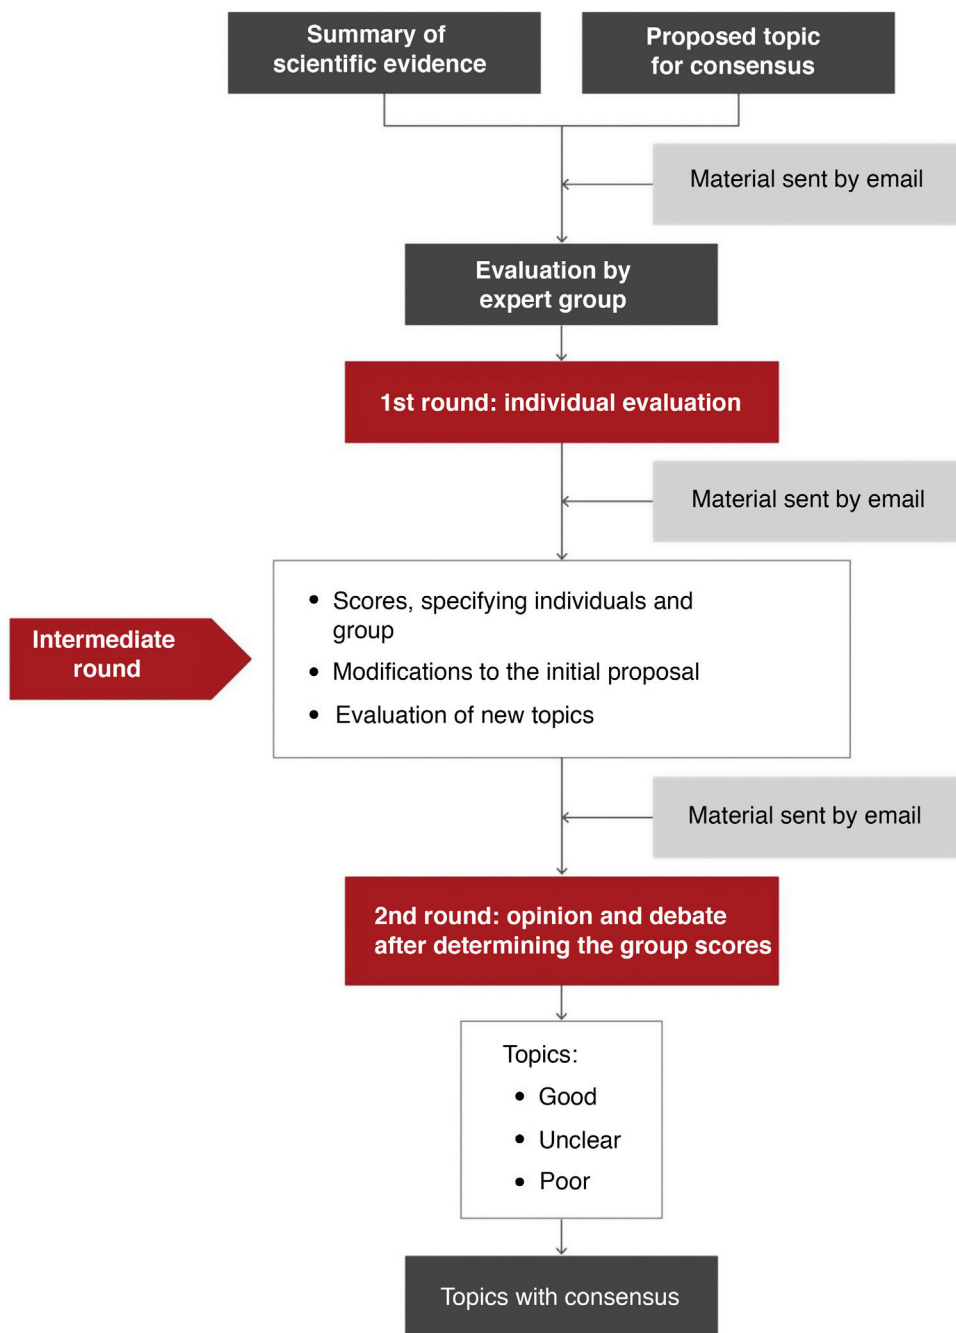 Summary of
scientific evidence
Proposed topic
for consensus
Material sent by email
Evaluation by
expert group
1st round: individual evaluation
Material sent by email
Intermediate
round
• Scores, specifying individuals and
group
• Modifications to the initial proposal
• Evaluation of new topics
Material sent by email
2nd round: opinion and debate
after determining the group scores
Topics:
• Good
• Unclear
• Poor
Topics with consensus